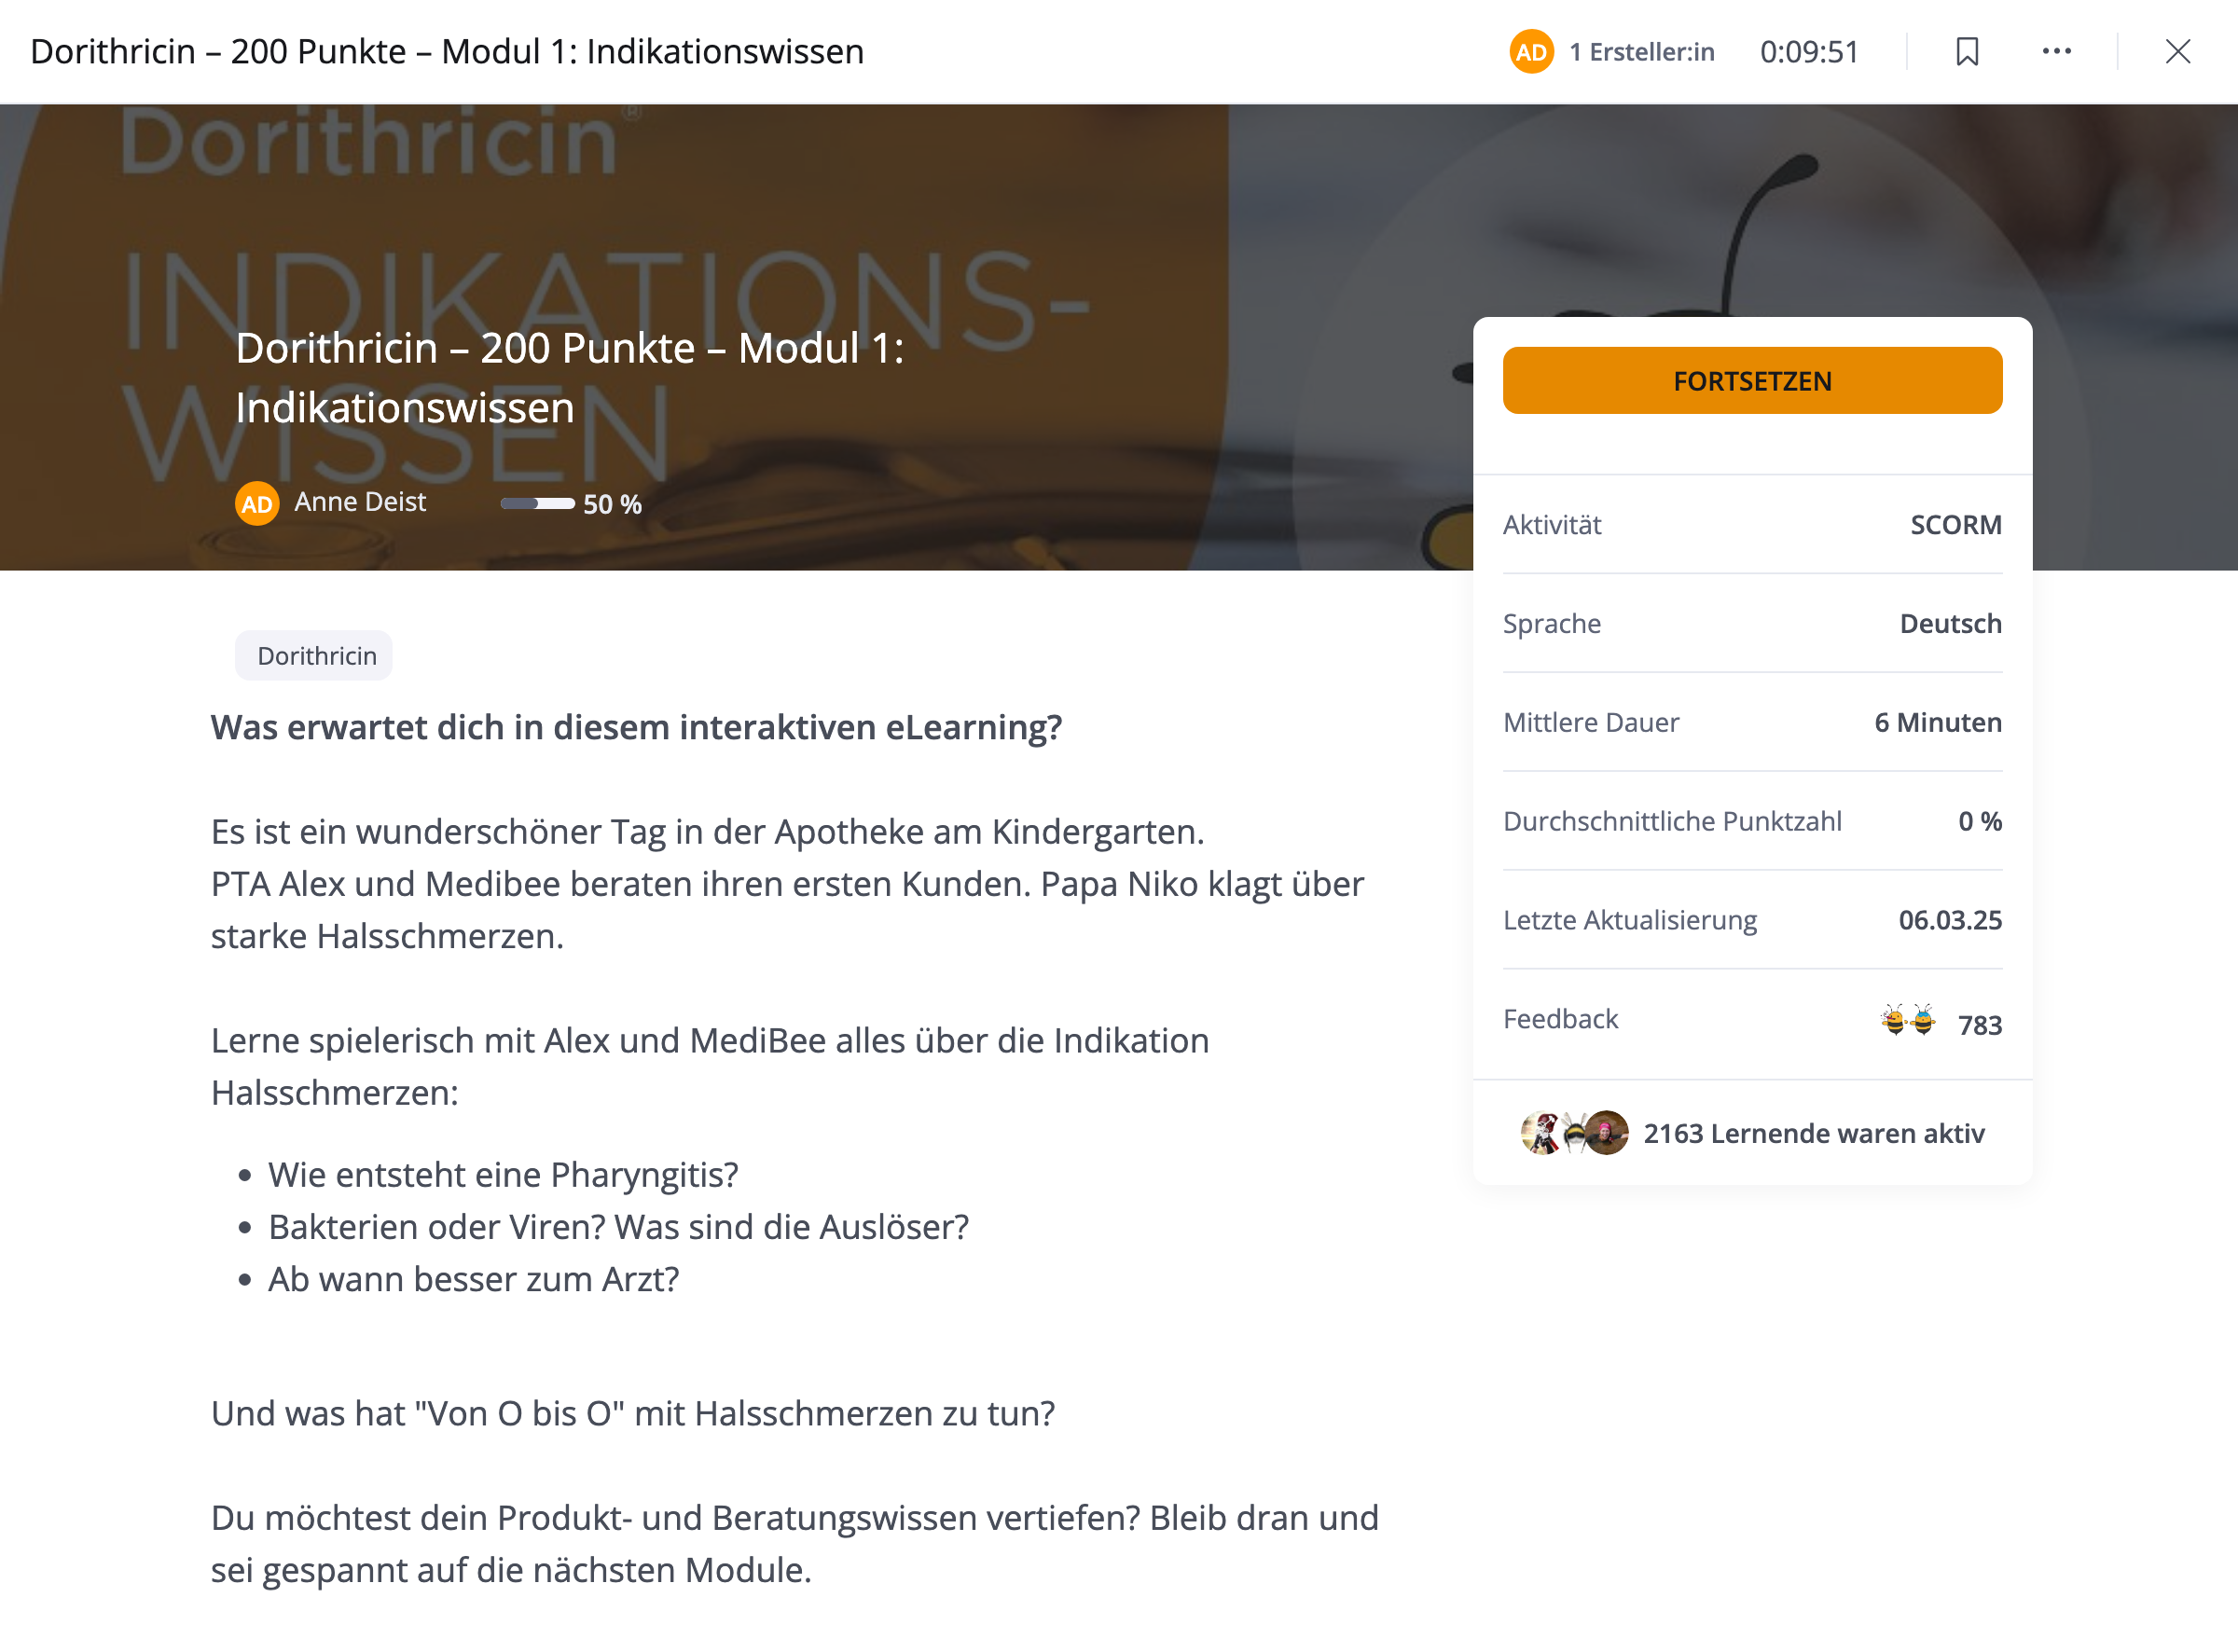 Dorithricin – 200 Punkte – Modul 1: Indikationswissen
AD 1 Ersteller:in 0:09:51
Dorithricin®
INDIKATIONS-
WISSEN
Dorithricin – 200 Punkte – Modul 1:
Indikationswissen
AD Anne Deist 50 %
FORTSETZEN
Aktivität SCORM
Sprache Deutsch
Mittlere Dauer 6 Minuten
Durchschnittliche Punktzahl 0 %
Letzte Aktualisierung 06.03.25
Feedback 783
2163 Lernende waren aktiv
Dorithricin
Was erwartet dich in diesem interaktiven eLearning?
Es ist ein wunderschöner Tag in der Apotheke am Kindergarten.
PTA Alex und Medibee beraten ihren ersten Kunden. Papa Niko klagt über
starke Halsschmerzen.
Lerne spielerisch mit Alex und MediBee alles über die Indikation
Halsschmerzen:
• Wie entsteht eine Pharyngitis?
• Bakterien oder Viren? Was sind die Auslöser?
• Ab wann besser zum Arzt?
Und was hat "Von O bis O" mit Halsschmerzen zu tun?
Du möchtest dein Produkt- und Beratungswissen vertiefen? Bleib dran und
sei gespannt auf die nächsten Module.